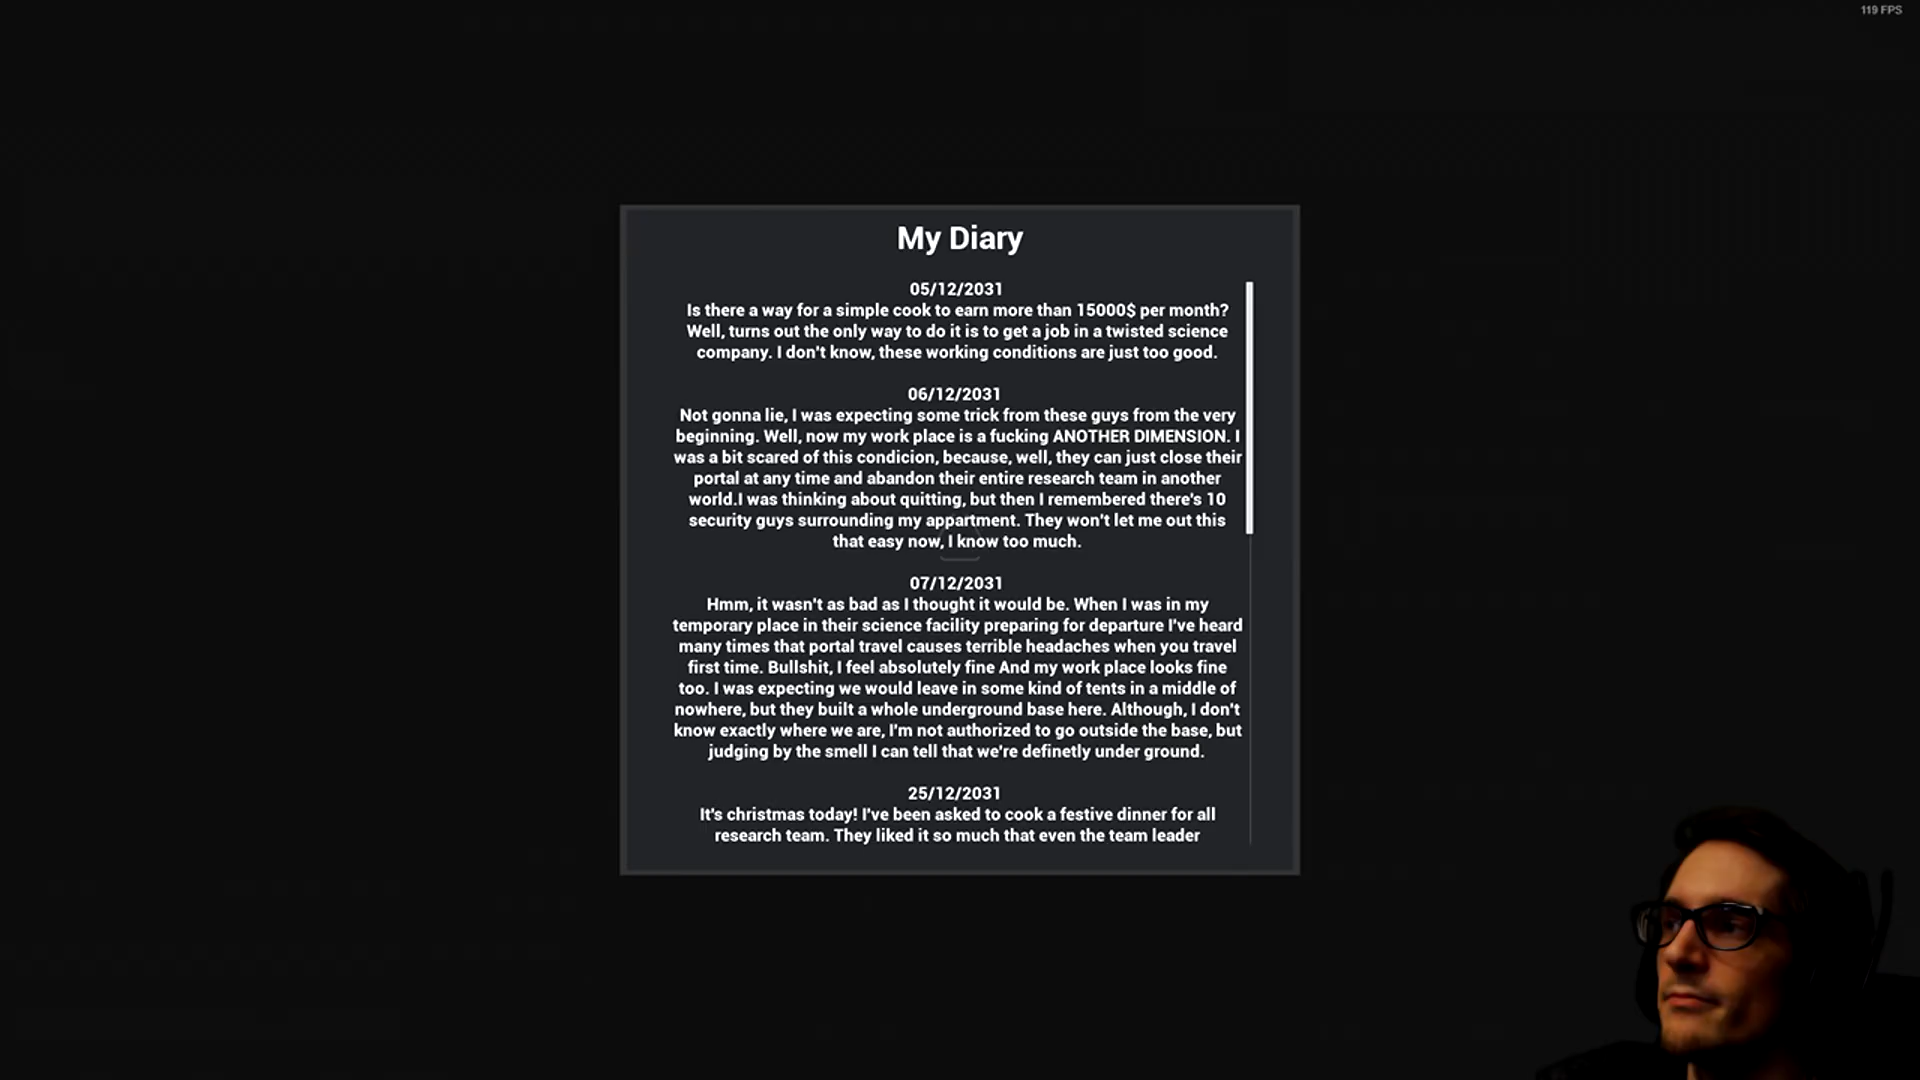 119 FPS
My Diary
05/12/2031
Is there a way for a simple cook to earn more than 15000$ per month?
Well, turns out the only way to do it is to get a job in a twisted science
company. I don't know, these working conditions are just too good.
06/12/2031
Not gonna lie, I was expecting some trick from these guys from the very
beginning. Well, now my work place is a fucking ANOTHER DIMENSION. I
was a bit scared of this condicion, because, well, they can just close their
portal at any time and abandon their entire research team in another
world.I was thinking about quitting, but then I remembered there's 10
security guys surrounding my appartment. They won't let me out this
that easy now, I know too much.
07/12/2031
Hmm, it wasn't as bad as I thought it would be. When I was in my
temporary place in their science facility preparing for departure I've heard
many times that portal travel causes terrible headaches when you travel
first time. Bullshit, I feel absolutely fine And my work place looks fine
too. I was expecting we would leave in some kind of tents in a middle of
nowhere, but they built a whole underground base here. Although, I don't
know exactly where we are, I'm not authorized to go outside the base, but
judging by the smell I can tell that we're definetly under ground.
25/12/2031
It's christmas today! I've been asked to cook a festive dinner for all
research team. They liked it so much that even the team leader